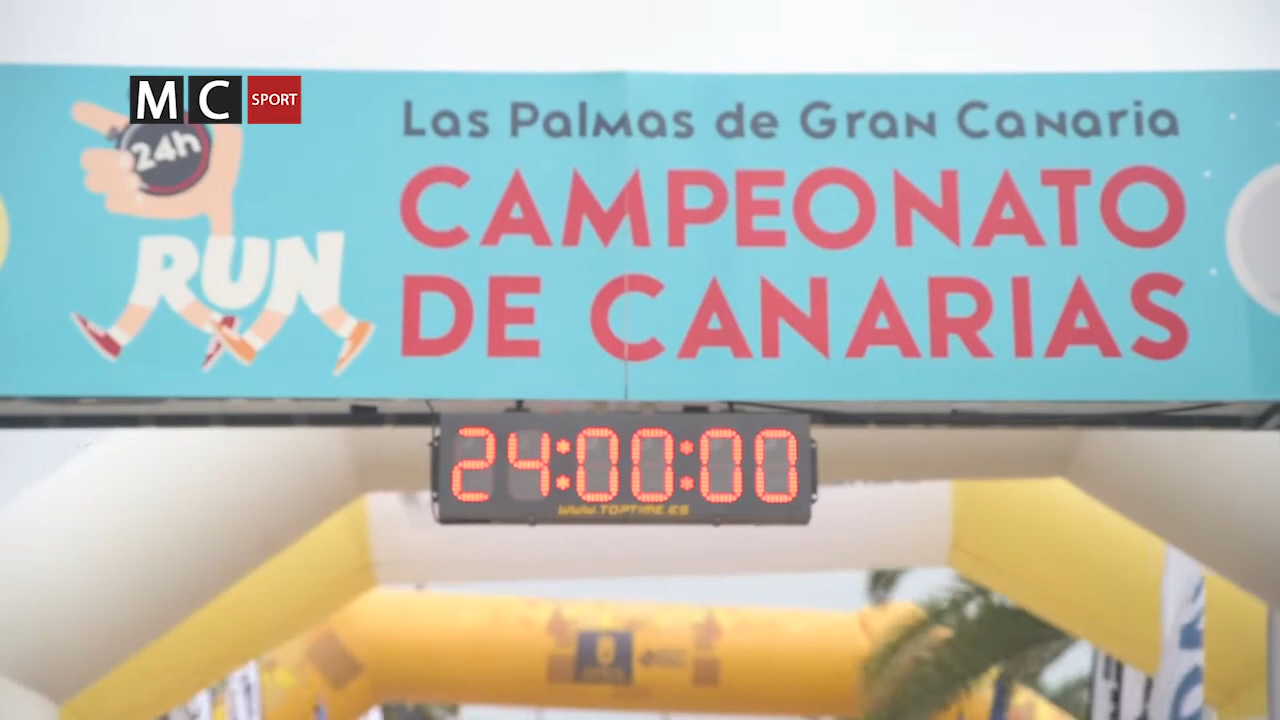 MC SPORT
24h
RUN
Las Palmas de Gran Canaria
CAMPEONATO
DE CANARIAS
24:00:00
WWW.TOPTIME.ES